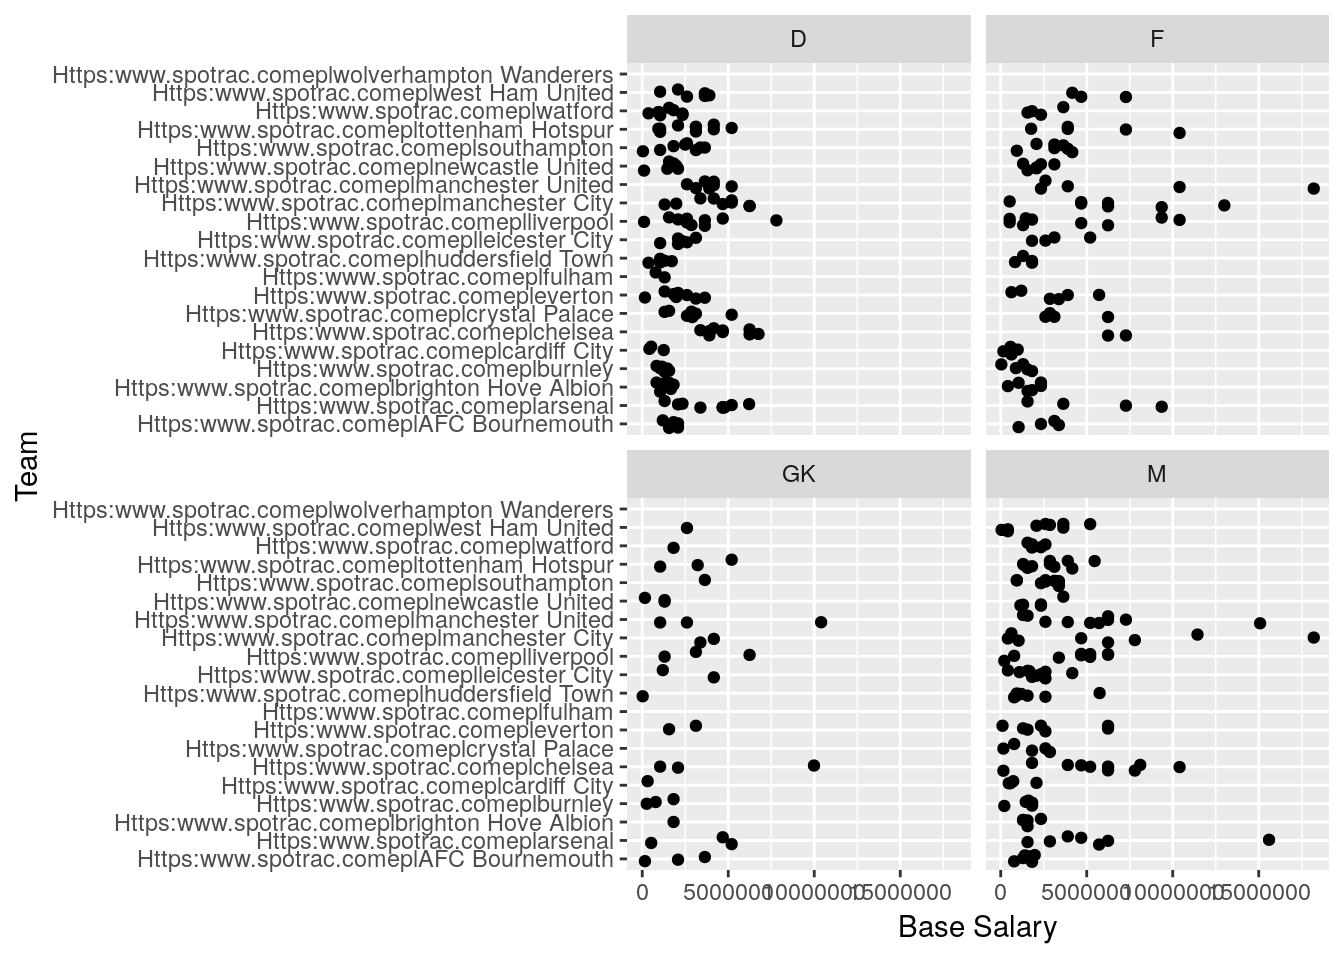 D
F
Https:www.spotrac.comeplwolverhampton Wanderers
Https:www.spotrac.comeplwest Ham United
Https:www.spotrac.comeplwatford
Https:www.spotrac.comepltottenham Hotspur
Https:www.spotrac.comeplsouthampton
Https:www.spotrac.comeplnewcastle United
Https:www.spotrac.comeplmanchester United
Https:www.spotrac.comeplmanchester City
Https:www.spotrac.comeplliverpool
Https:www.spotrac.comeplleicester City
Https:www.spotrac.comeplhuddersfield Town
Https:www.spotrac.comeplfulham
Https:www.spotrac.comepleverton
Https:www.spotrac.comeplcrystal Palace
Https:www.spotrac.comeplchelsea
Https:www.spotrac.comeplcardiff City
Https:www.spotrac.comeplburnley
Https:www.spotrac.comeplbrighton Hove Albion
Https:www.spotrac.comeplarsenal
Https:www.spotrac.comeplAFC Bournemouth
Team
GK
M
Https:www.spotrac.comeplwolverhampton Wanderers
Https:www.spotrac.comeplwest Ham United
Https:www.spotrac.comeplwatford
Https:www.spotrac.comepltottenham Hotspur
Https:www.spotrac.comeplsouthampton
Https:www.spotrac.comeplnewcastle United
Https:www.spotrac.comeplmanchester United
Https:www.spotrac.comeplmanchester City
Https:www.spotrac.comeplliverpool
Https:www.spotrac.comeplleicester City
Https:www.spotrac.comeplhuddersfield Town
Https:www.spotrac.comeplfulham
Https:www.spotrac.comepleverton
Https:www.spotrac.comeplcrystal Palace
Https:www.spotrac.comeplchelsea
Https:www.spotrac.comeplcardiff City
Https:www.spotrac.comeplburnley
Https:www.spotrac.comeplbrighton Hove Albion
Https:www.spotrac.comeplarsenal
Https:www.spotrac.comeplAFC Bournemouth
0 5000000 10000000 15000000
0 5000000 10000000 15000000
Base Salary